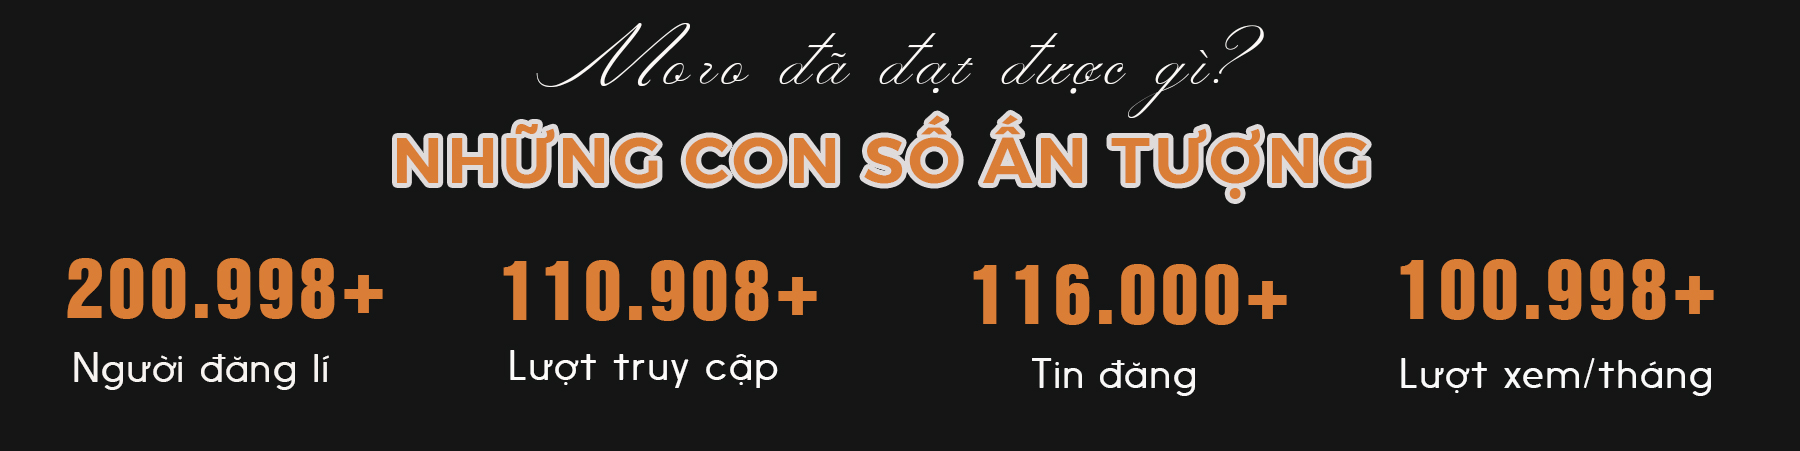 Moro đã đạt được gì?
NHỮNG CON SỐ ẤN TƯỢNG
200.998+ 110.908+ 116.000+ 100.998+
Người đăng lí Lượt truy cập Tin đăng Lượt xem/tháng